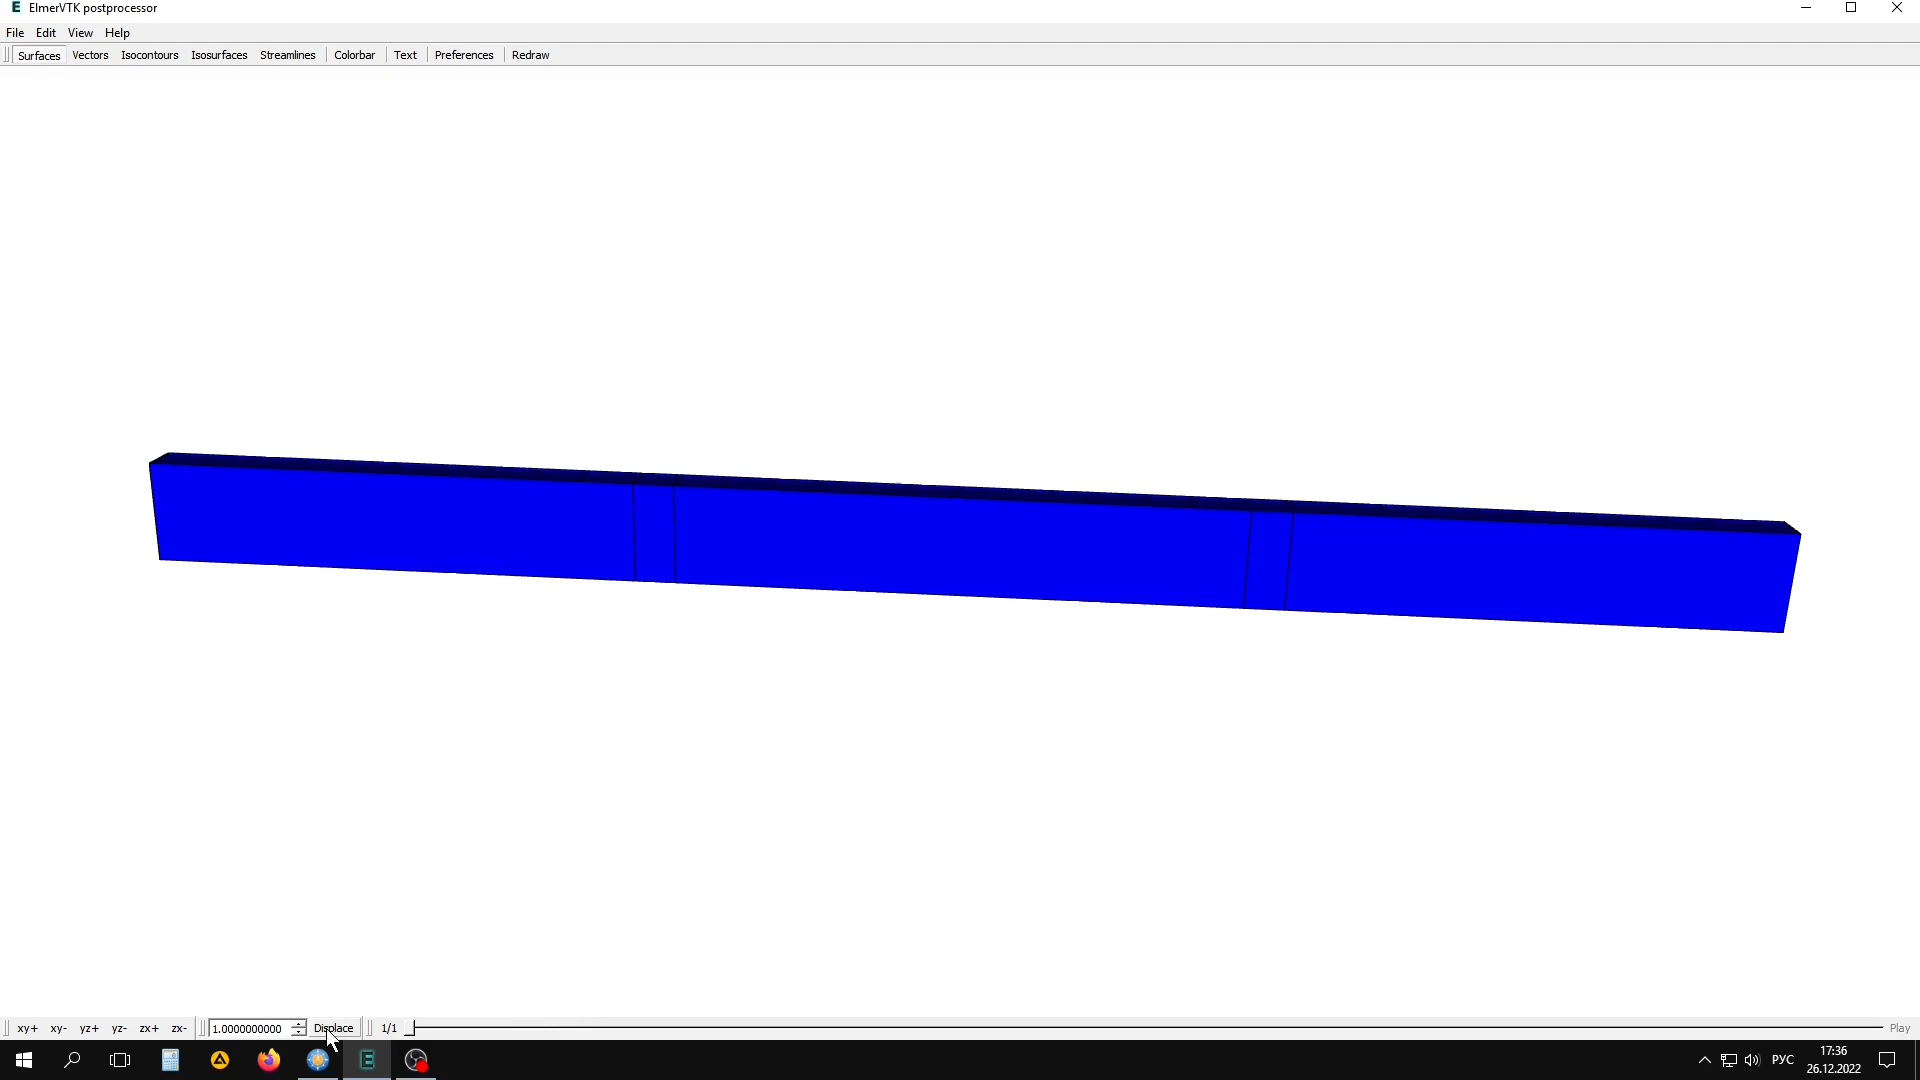 E ElmerVTK postprocessor
File Edit View Help
Surfaces Vectors Isocontours Isosurfaces Streamlines Colorbar Text Preferences Redraw
xy+ xy- yz+ yz- zx+ zx- 1.0000000000 Displace 1/1 Play
E РУС 17:36
26.12.2022